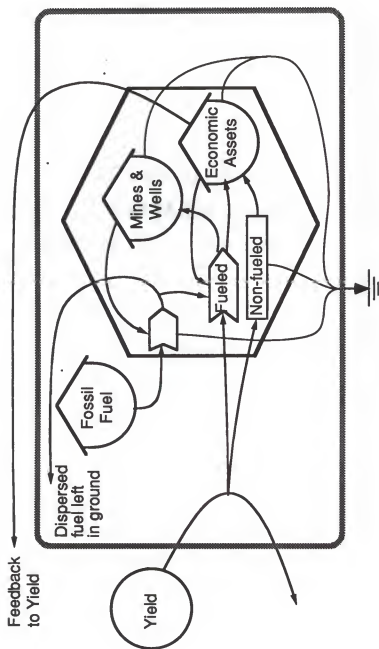 Feedback
to Yield
Dispersed
fuel left
in ground
Yield
Fossil
Fuel
Mines &
Wells
Fueled
Non-fueled
Economic
Assets